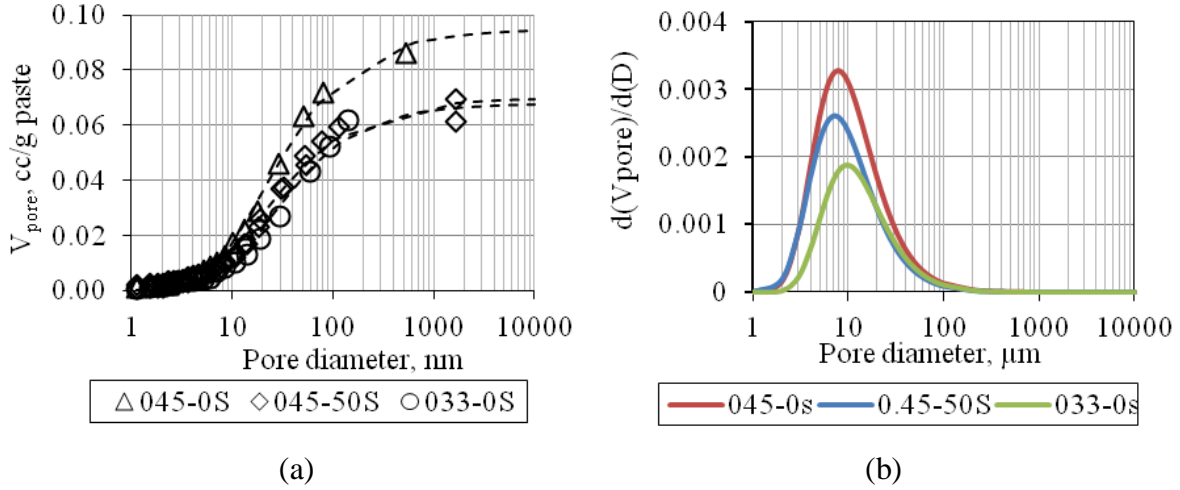 0.10
0.08
0.06
0.04
0.02
0.00
V_pore, cc/g paste
1 10 100 1000 10000
Pore diameter, nm
045-0S 045-50S 033-0S
(a)
0.004
0.003
0.002
0.001
0
d(Vpore)/d(D)
1 10 100 1000 10000
Pore diameter, µm
045-0s 0.45-50S 033-0s
(b)